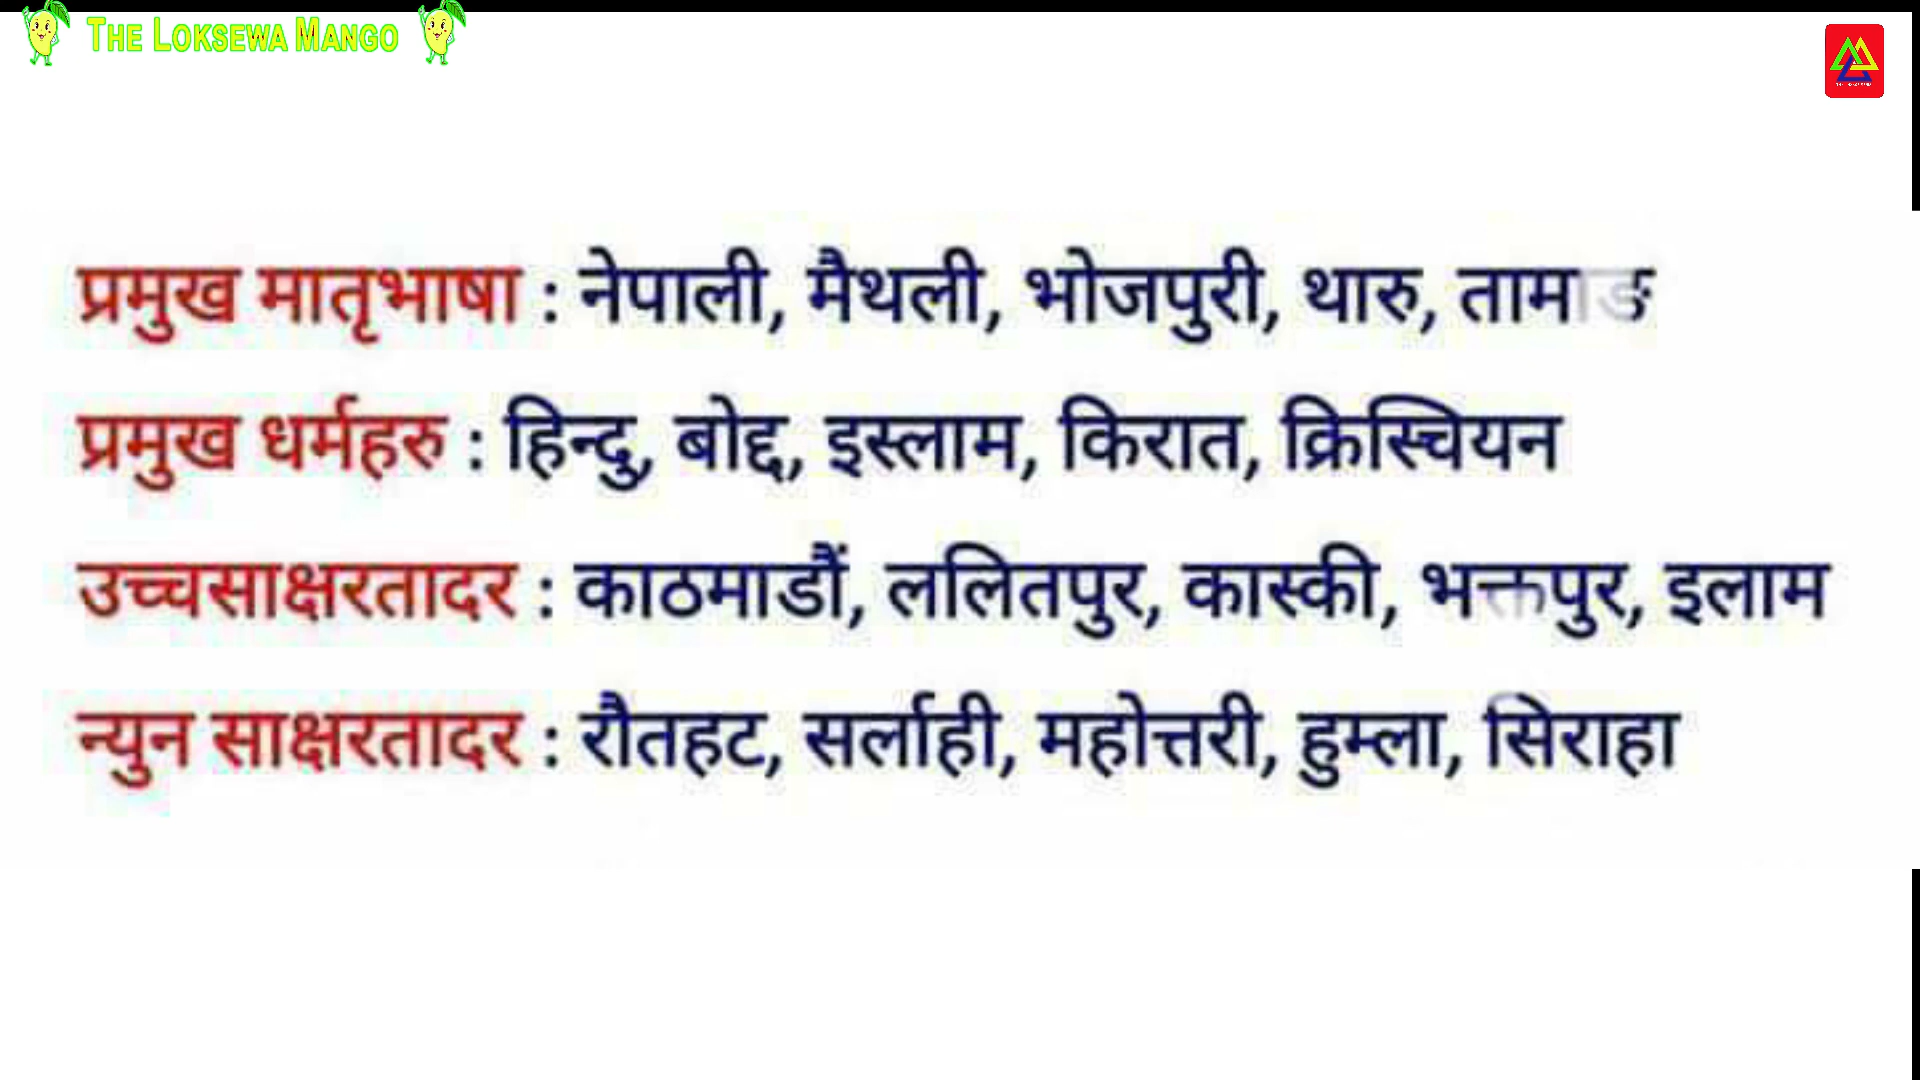 THE LOKSEWA MANGO
प्रमुख मातृभाषा : नेपाली, मैथली, भोजपुरी, थारु, तामाङ
प्रमुख धर्महरु : हिन्दु, बोद्द, इस्लाम, किरात, क्रिस्चियन
उच्चसाक्षरतादर : काठमाडौं, ललितपुर, कास्की, भक्तपुर, इलाम
न्युन साक्षरतादर : रौतहट, सर्लाही, महोत्तरी, हुम्ला, सिराहा